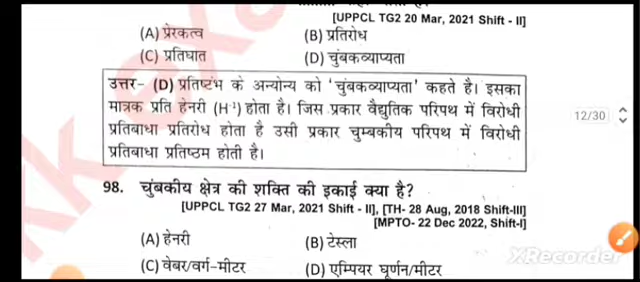 [UPPCL TG2 20 Mar, 2021 Shift - II]
(A) प्रेरकत्व (B) प्रतिरोध
(C) प्रतिघात (D) चुंबकव्याप्यता
उत्तर- (D) प्रतिष्टंभ के अन्योन्य को 'चुंबकव्याप्यता' कहते है। इसका
मात्रक प्रति हेनरी (H⁻¹) होता है। जिस प्रकार वैद्युतिक परिपथ में विरोधी
प्रतिबाधा प्रतिरोध होता है उसी प्रकार चुम्बकीय परिपथ में विरोधी
प्रतिबाधा प्रतिष्ठम होती है।
12/30
98. चुंबकीय क्षेत्र की शक्ति की इकाई क्या है?
[UPPCL TG2 27 Mar, 2021 Shift - II], [TH- 28 Aug, 2018 Shift-III]
[MPTO- 22 Dec 2022, Shift-I]
(A) हेनरी (B) टेस्ला
(C) वेबर/वर्ग-मीटर (D) एम्पियर घूर्णन/मीटर
XRecorder